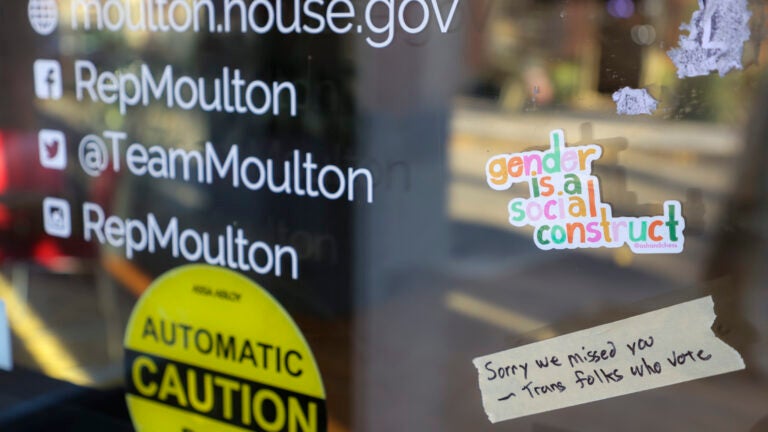 moulton.house.gov
RepMoulton
@TeamMoulton
RepMoulton
AUTOMATIC
CAUTION
gender
is a
social
construct
@ashandchess
Sorry we missed you
~ Trans folks who vote